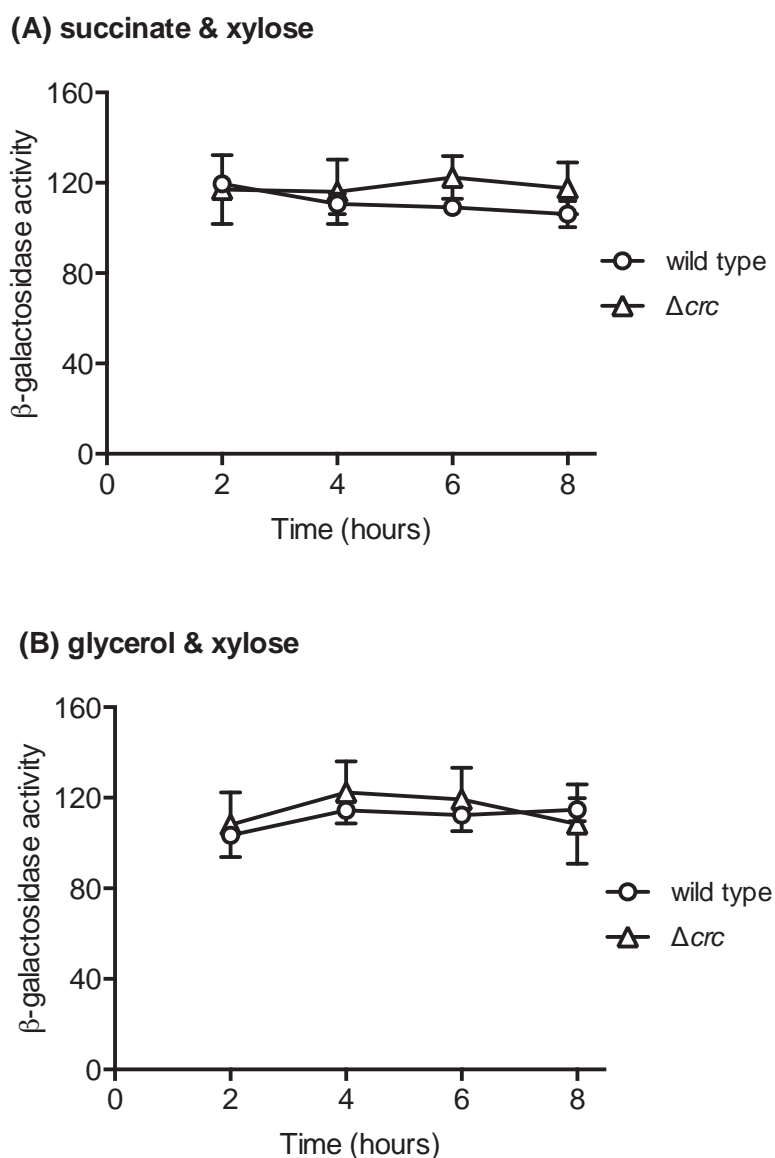 (A) succinate & xylose
160
120
80
40
0
β-galactosidase activity
0 2 4 6 8
Time (hours)
wild type
Δcrc
(B) glycerol & xylose
160
120
80
40
0
β-galactosidase activity
0 2 4 6 8
Time (hours)
wild type
Δcrc